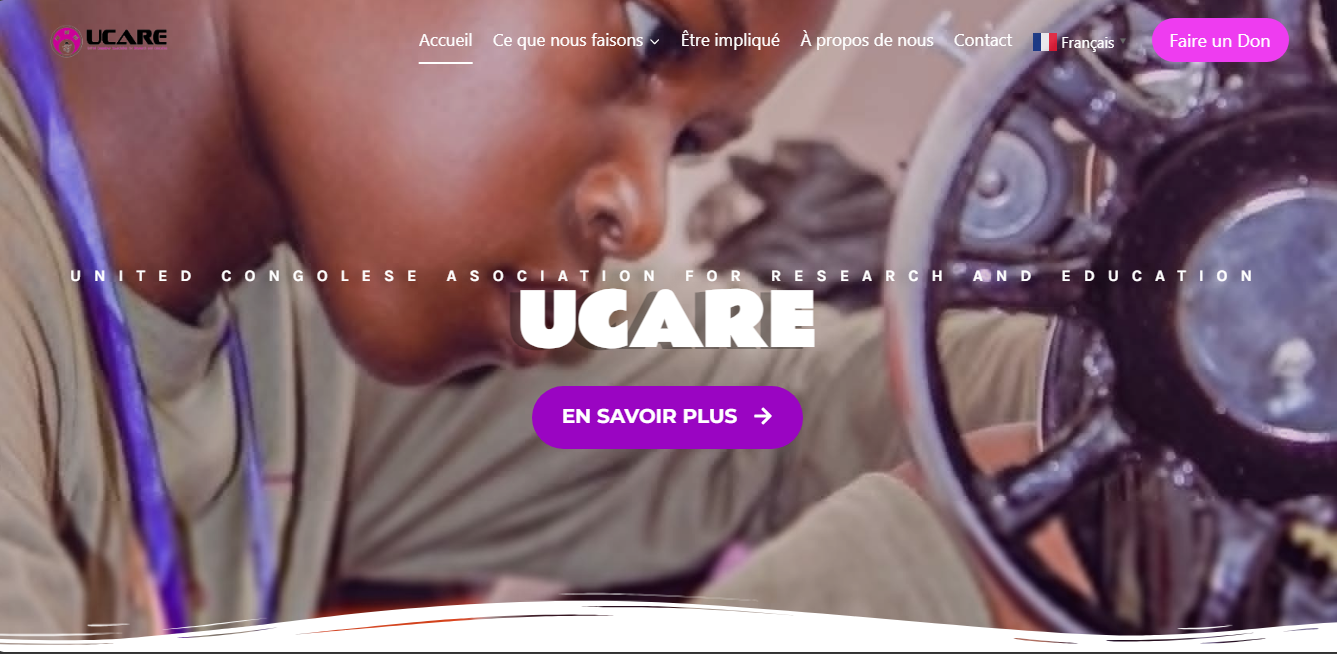 UCARE
Accueil Ce que nous faisons Être impliqué À propos de nous Contact Français Faire un Don
UNITED CONGOLESE ASOCIATION FOR RESEARCH AND EDUCATION
UCARE
EN SAVOIR PLUS